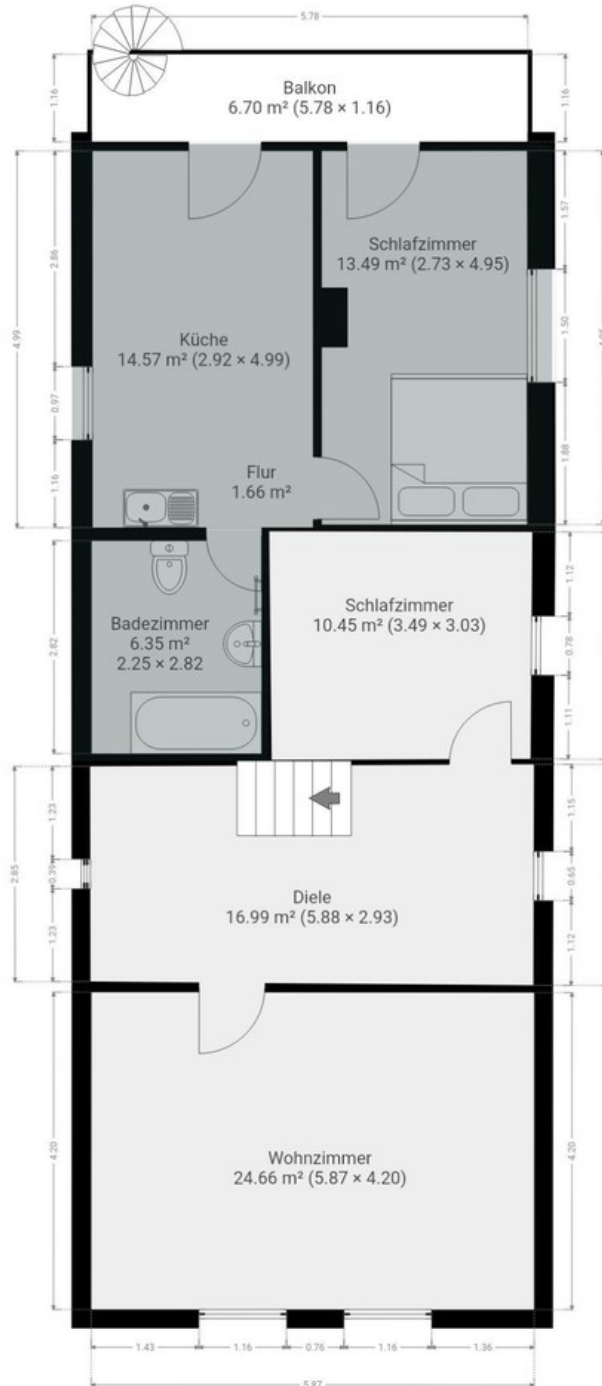 5.78
1.16
Balkon
6.70 m² (5.78 × 1.16)
1.16
4.99
2.86
0.97
1.16
Küche
14.57 m² (2.92 × 4.99)
Schlafzimmer
13.49 m² (2.73 × 4.95)
1.57
1.50
1.88
Flur
1.66 m²
2.82
Badezimmer
6.35 m²
2.25 × 2.82
Schlafzimmer
10.45 m² (3.49 × 3.03)
1.12
0.78
1.11
2.85
1.23
0.39
1.23
Diele
16.99 m² (5.88 × 2.93)
1.15
0.65
1.12
4.20
Wohnzimmer
24.66 m² (5.87 × 4.20)
4.20
1.43
1.16
0.76
1.16
1.36
5.87